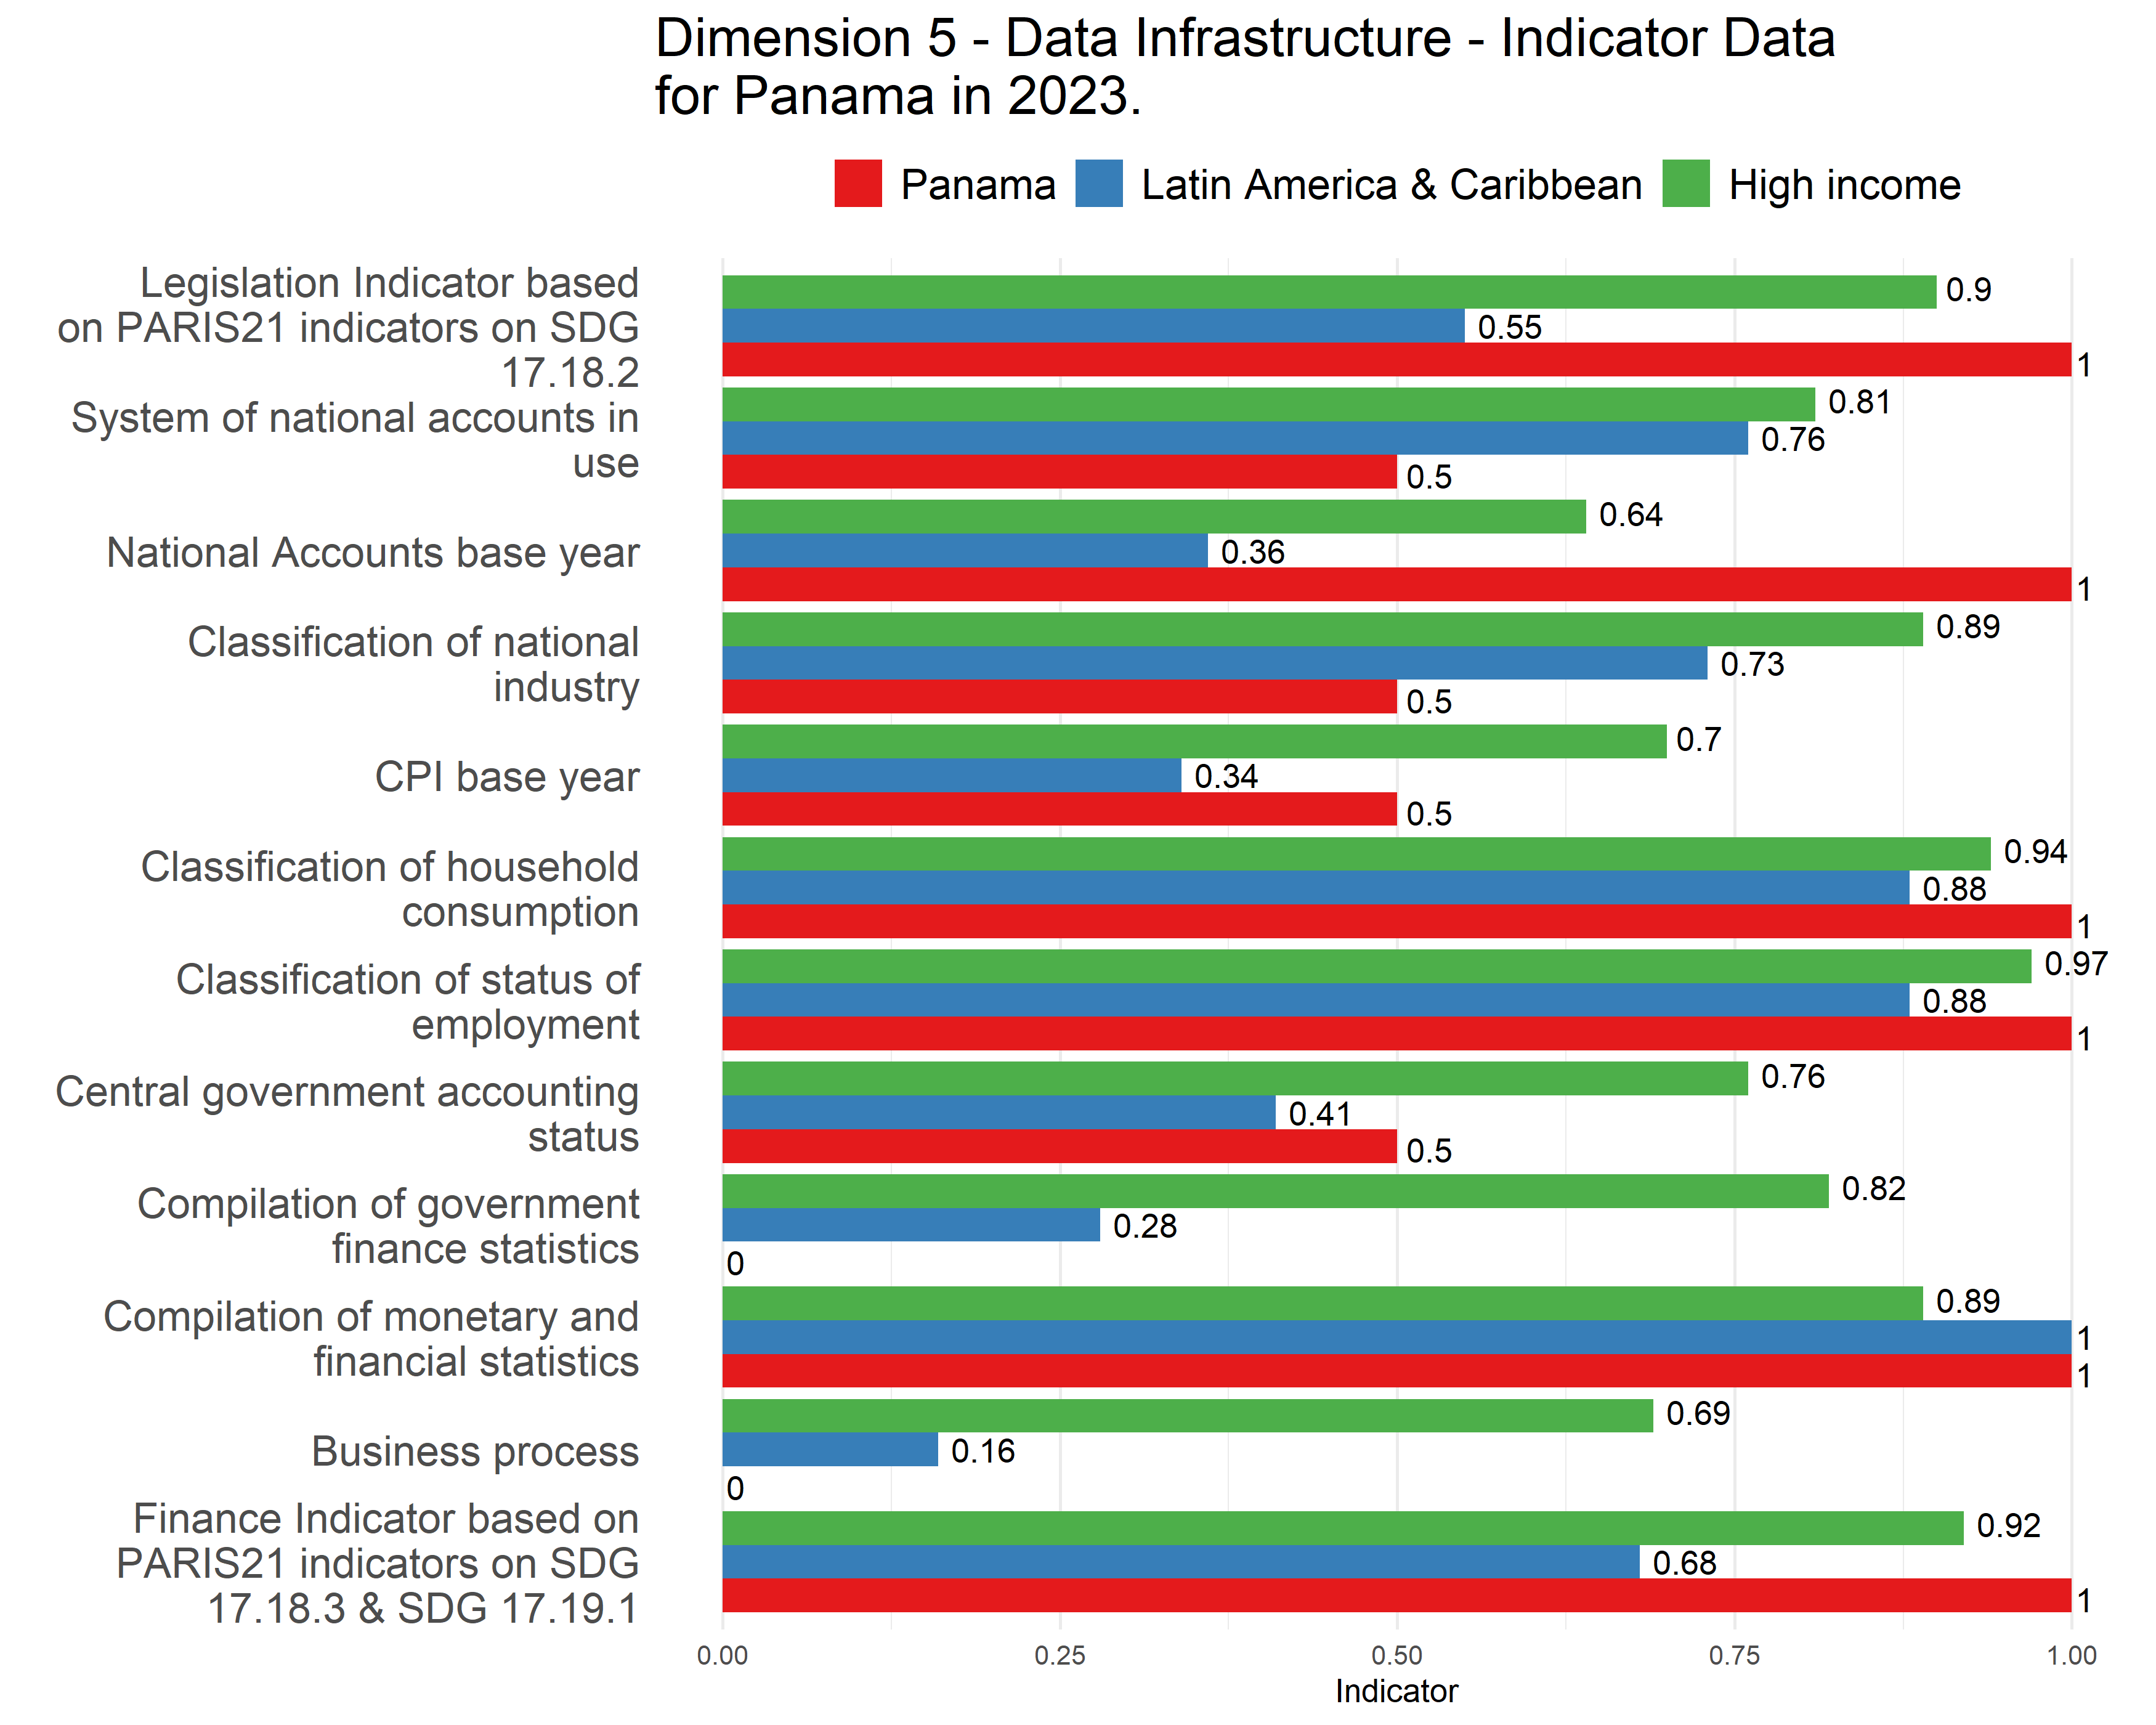 Dimension 5 - Data Infrastructure - Indicator Data
for Panama in 2023.
Panama
Latin America & Caribbean
High income
Legislation Indicator based
on PARIS21 indicators on SDG
17.18.2
0.9
0.55
1
System of national accounts in
use
0.81
0.76
0.5
National Accounts base year
0.64
0.36
1
Classification of national
industry
0.89
0.73
0.5
CPI base year
0.7
0.34
0.5
Classification of household
consumption
0.94
0.88
1
Classification of status of
employment
0.97
0.88
1
Central government accounting
status
0.76
0.41
0.5
Compilation of government
finance statistics
0.82
0.28
0
Compilation of monetary and
financial statistics
0.89
1
1
Business process
0.69
0.16
0
Finance Indicator based on
PARIS21 indicators on SDG
17.18.3 & SDG 17.19.1
0.92
0.68
1
0.00
0.25
0.50
0.75
1.00
Indicator